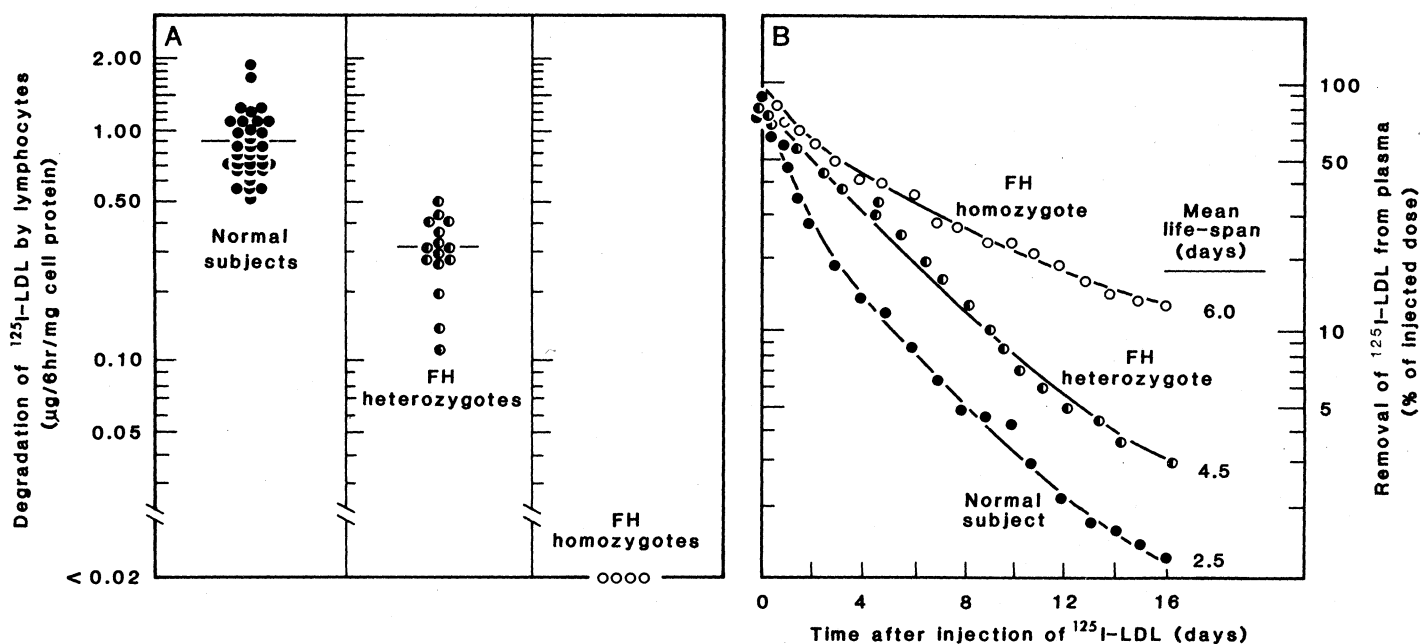 A
Degradation of ¹²⁵I-LDL by lymphocytes
(μg/6hr/mg cell protein)
2.00
1.00
0.50
0.10
0.05
< 0.02
Normal
subjects
FH
heterozygotes
FH
homozygotes
B
FH
homozygote
Mean
life-span
(days)
6.0
FH
heterozygote
4.5
Normal
subject
2.5
100
50
10
5
Removal of ¹²⁵I-LDL from plasma
(% of injected dose)
0
4
8
12
16
Time after injection of ¹²⁵I-LDL (days)